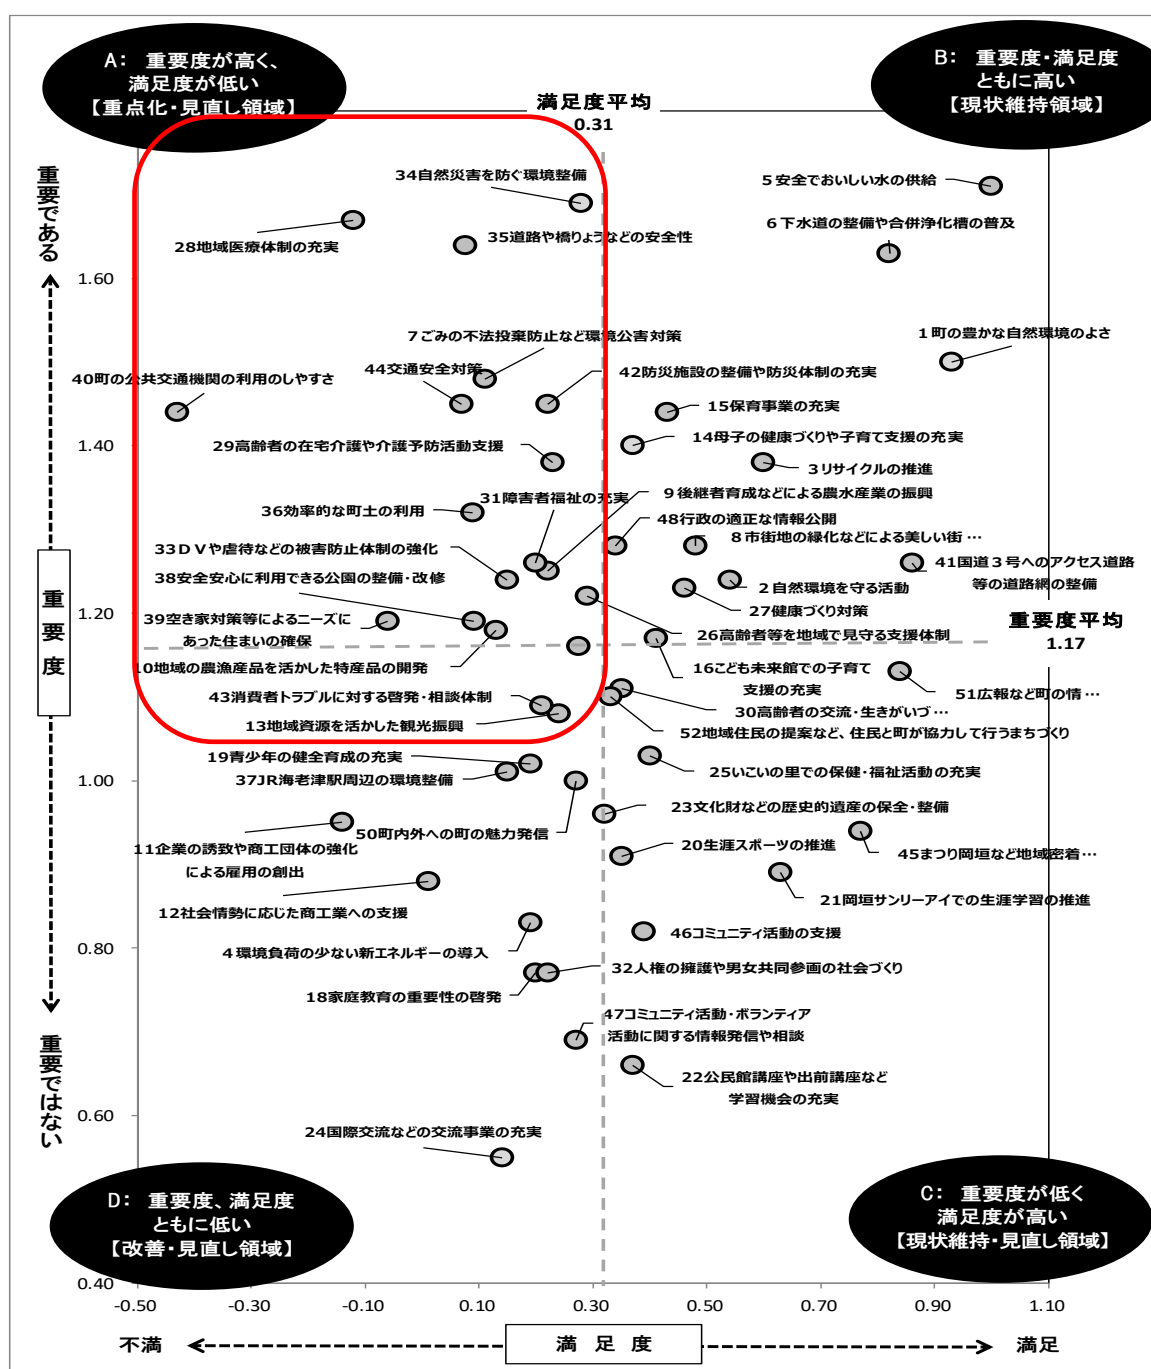 A:　重要度が高く、
満足度が低い
【重点化・見直し領域】
B:　重要度・満足度
ともに高い
【現状維持領域】
満足度平均
0.31
重要である
34自然災害を防ぐ環境整備
5安全でおいしい水の供給
28地域医療体制の充実
35道路や橋りょうなどの安全性
6下水道の整備や合併浄化槽の普及
1.60
7ごみの不法投棄防止など環境公害対策
1町の豊かな自然環境のよさ
44交通安全対策
40町の公共交通機関の利用のしやすさ
42防災施設の整備や防災体制の充実
15保育事業の充実
14母子の健康づくりや子育て支援の充実
1.40
29高齢者の在宅介護や介護予防活動支援
3リサイクルの推進
9後継者育成などによる農水産業の振興
31障害者福祉の充実
36効率的な町土の利用
48行政の適正な情報公開
8市街地の緑化などによる美しい街…
33DVや虐待などの被害防止体制の強化
41国道3号へのアクセス道路
等の道路網の整備
38安全安心に利用できる公園の整備・改修
2自然環境を守る活動
27健康づくり対策
重要度
1.20
39空き家対策等によるニーズに
あった住まいの確保
26高齢者等を地域で見守る支援体制
重要度平均
1.17
10地域の農漁産品を活かした特産品の開発
16こども未来館での子育て
支援の充実
51広報など町の情…
43消費者トラブルに対する啓発・相談体制
30高齢者の交流・生きがいづ…
13地域資源を活かした観光振興
52地域住民の提案など、住民と町が協力して行うまちづくり
19青少年の健全育成の充実
37JR海老津駅周辺の環境整備
25いこいの里での保健・福祉活動の充実
1.00
23文化財などの歴史的遺産の保全・整備
50町内外への町の魅力発信
11企業の誘致や商工団体の強化
による雇用の創出
20生涯スポーツの推進
45まつり岡垣など地域密着…
21岡垣サンリーアイでの生涯学習の推進
12社会情勢に応じた商工業への支援
46コミュニティ活動の支援
0.80
4環境負荷の少ない新エネルギーの導入
32人権の擁護や男女共同参画の社会づくり
18家庭教育の重要性の啓発
47コミュニティ活動・ボランティア
活動に関する情報発信や相談
重要ではない
22公民館講座や出前講座など
学習機会の充実
0.60
24国際交流などの交流事業の充実
D:　重要度、満足度
ともに低い
【改善・見直し領域】
C:　重要度が低く
満足度が高い
【現状維持・見直し領域】
0.40
-0.50 -0.30 -0.10 0.10 0.30 0.50 0.70 0.90 1.10
不満 満足度 満足